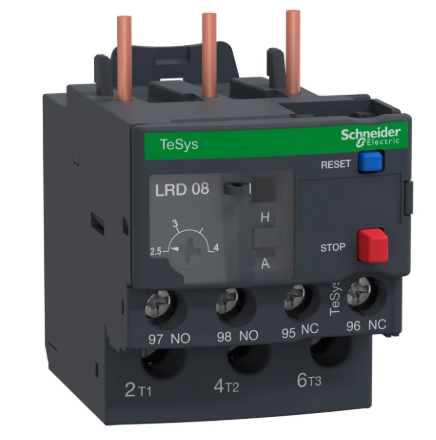 TeSys
Schneider
Electric
RESET
LRD 08
H
3
2.5
4
STOP
A
TeSys
97 NO
98 NO
95 NC
96 NC
2T1
4T2
6T3